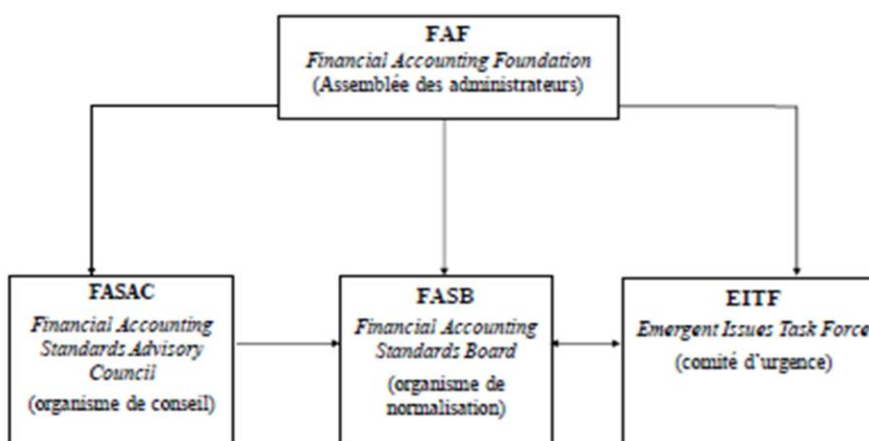 FAF
Financial Accounting Foundation
(Assemblée des administrateurs)
FASAC
Financial Accounting
Standards Advisory
Council
(organisme de conseil)
FASB
Financial Accounting
Standards Board
(organisme de
normalisation)
EITF
Emergent Issues Task Force
(comité d'urgence)